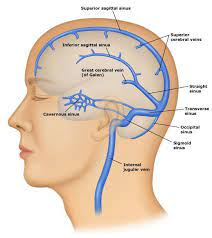 Superior sagittal sinus
Inferior sagittal sinus
Superior
cerebral veins
Great cerebral vein
(of Galen)
Straight
sinus
Cavernous sinus
Transverse
sinus
Occipital
sinus
Sigmoid
sinus
Internal
jugular vein